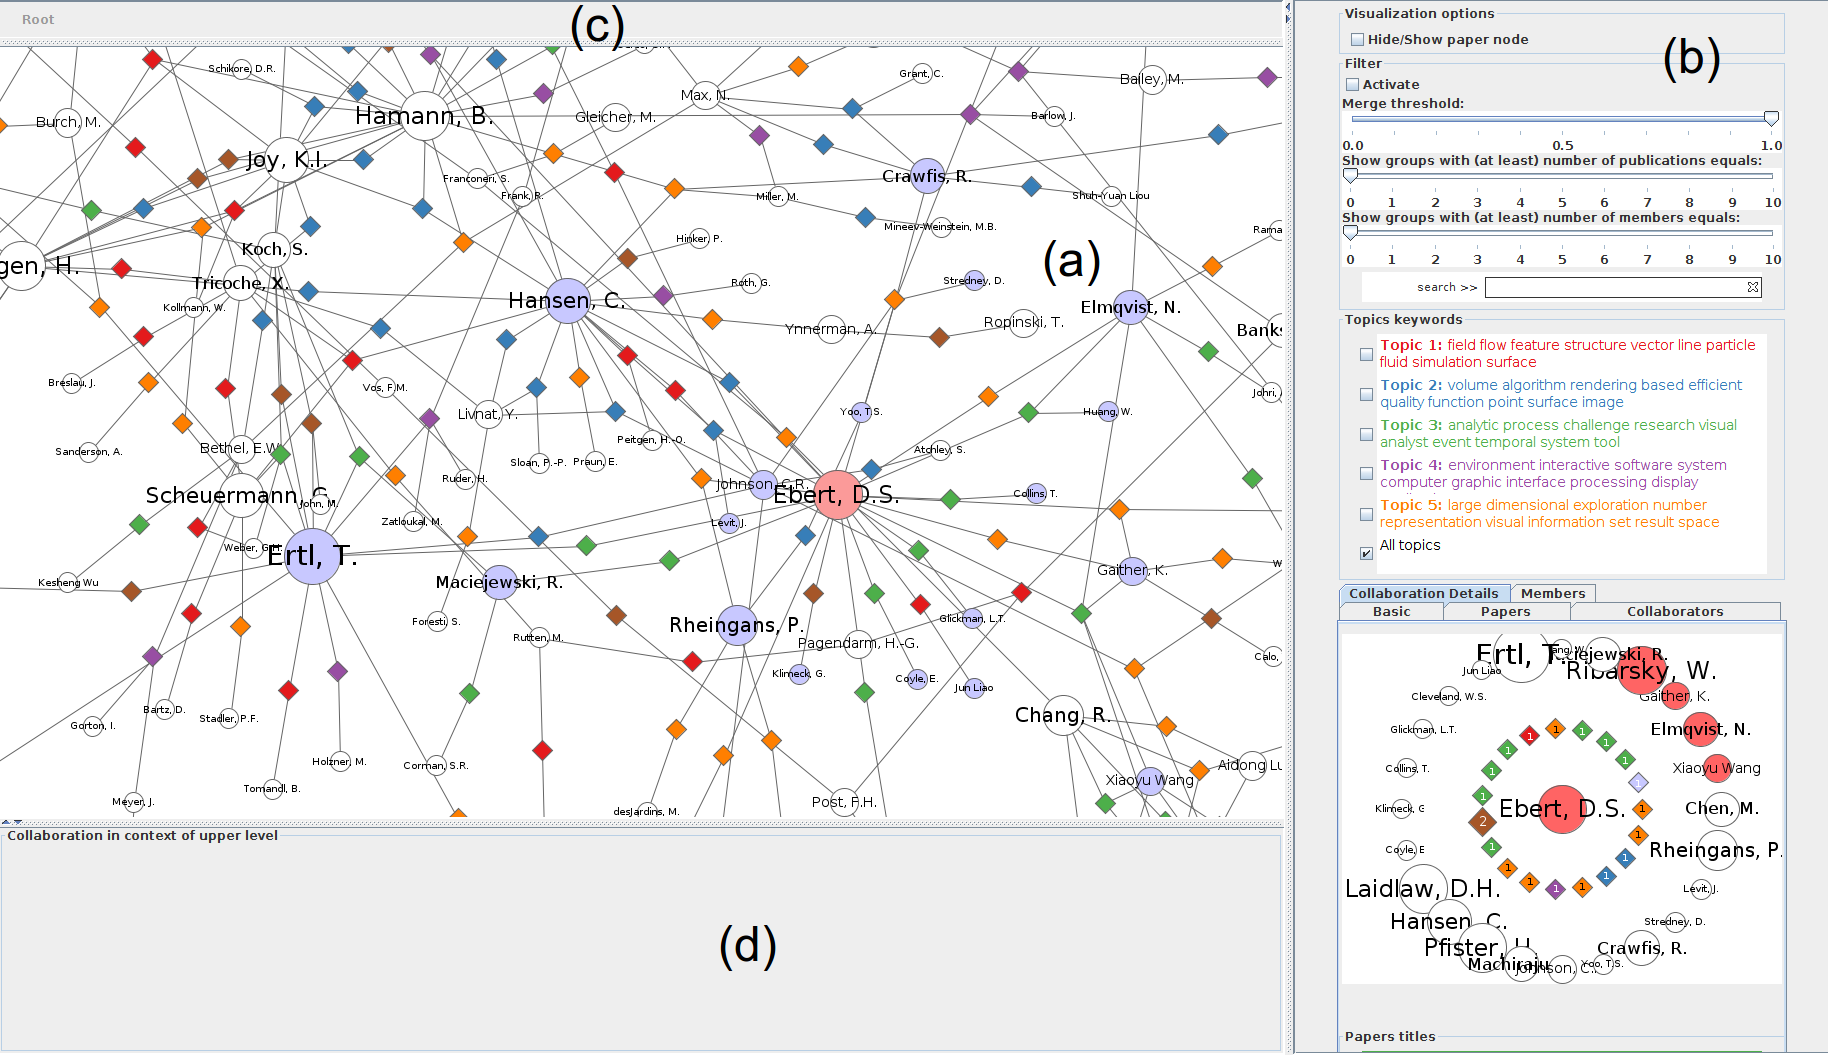 Root
(c)
Schikore, D.R.
Grant, C.
Bailey, M.
Max, N.
Burch, M.
Hamann, B.
Gleicher, M.
Barlow, J.
Joy, K.I.
Franconeri, S.
Frank, R.
Miller, M.
Crawfis, R.
Shuh-Yuan Liou
Mineev-Weinstein, M.B.
Rama
Hinker, P.
Koch, S.
(a)
gen, H.
Tricoche, X.
Roth, G.
Stredney, D.
Kollmann, W.
Hansen, C.
Elmqvist, N.
Ynnerman, A.
Ropinski, T.
Banks
Breslau, J.
Vos, F.M.
Johri,
Livnat, Y.
Yoo, T.S.
Huang, W.
Peitgen, H.-O.
Sanderson, A.
Bethel, E.W.
Atchley, S.
Sloan, P.-P.
Praun, E.
Ruder, H.
Johnson, C.R.
Scheuermann, G.
Ebert, D.S.
Collins, T.
John, M.
Zatloukal, M.
Levit, J.
Weber, G.H.
Ertl, T.
Kesheng Wu
Maciejewski, R.
Gaither, K.
W
Foresti, S.
Rheingans, P.
Glickman, L.T.
Rutten, M.
Pagendarm, H.-G.
Calo,
Klimeck, G.
Coyle, E.
Jun Liao
Bartz, D.
Stadler, P.F.
Gorton, I.
Chang, R.
Holzner, M.
Corman, S.R.
Aidong Lu
Xiaoyu Wang
Tomandl, B.
Meyer, J.
Post, F.H.
desJardins, M.
Collaboration in context of upper level
(d)
Visualization options
Hide/Show paper node
(b)
Filter
Activate
Merge threshold:
0.0 0.5 1.0
Show groups with (at least) number of publications equals:
0 1 2 3 4 5 6 7 8 9 10
Show groups with (at least) number of members equals:
0 1 2 3 4 5 6 7 8 9 10
search >>
Topics keywords
Topic 1: field flow feature structure vector line particle
fluid simulation surface
Topic 2: volume algorithm rendering based efficient
quality function point surface image
Topic 3: analytic process challenge research visual
analyst event temporal system tool
Topic 4: environment interactive software system
computer graphic interface processing display
Topic 5: large dimensional exploration number
representation visual information set result space
All topics
Collaboration Details Members
Basic Papers Collaborators
Ertl, T.
Maciejewski, R.
Jun Liao
Ribarsky, W.
Cleveland, W.S.
Gaither, K.
Glickman, L.T.
Elmqvist, N.
Collins, T.
Xiaoyu Wang
Klimeck, G
Ebert, D.S.
Chen, M.
1 1 1 1 1 1 1 1 1 1 1 1 1 1 1 1 1 1 1 2
Coyle, E
Rheingans, P.
Laidlaw, D.H.
Levit, J.
Hansen, C.
Stredney, D.
Pfister, H.
Crawfis, R.
Machiraju
Johnson, C.
Yoo, T.S.
Papers titles